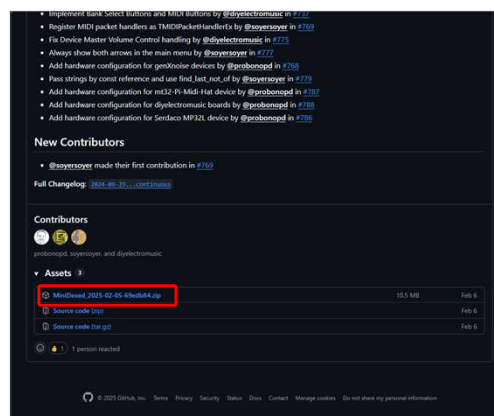 Implement Bank Select Buttons and MIDI Buttons by @diyelectromusic in #737
Register MIDI packet handlers as TMIDIPacketHandlerEx by @soyersoyer in #769
Fix Device Master Volume Control handling by @diyelectromusic in #775
Always show both arrows in the main menu by @soyersoyer in #777
Add hardware configuration for genXnoise devices by @probonopd in #768
Pass strings by const reference and use find_last_not_of by @soyersoyer in #779
Add hardware configuration for mt32-Pi-Midi-Hat device by @probonopd in #787
Add hardware configuration for diyelectromusic boards by @probonopd in #788
Add hardware configuration for Serdaco MP32L device by @probonopd in #786
New Contributors
@soyersoyer made their first contribution in #769
Full Changelog: 2024-09-29...continuous
Contributors
probonopd, soyersoyer, and diyelectromusic
Assets 3
MiniDexed_2025-02-05-69edb84.zip 10.5 MB Feb 6
Source code (zip) Feb 6
Source code (tar.gz) Feb 6
1 1 person reacted
© 2025 GitHub, Inc. Terms Privacy Security Status Docs Contact Manage cookies Do not share my personal information